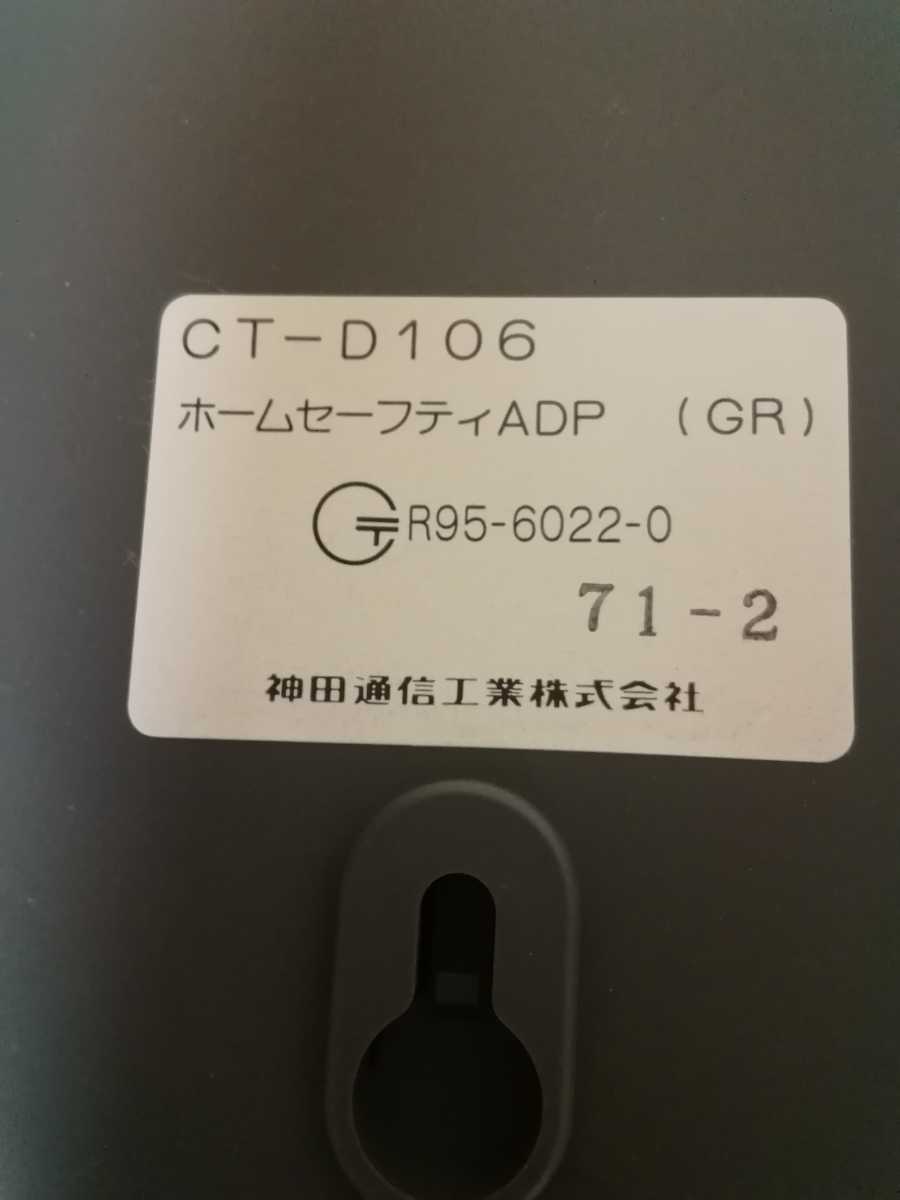 CT-D106
ホームセーフティADP (GR)
R95-6022-0
71-2
神田通信工業株式会社